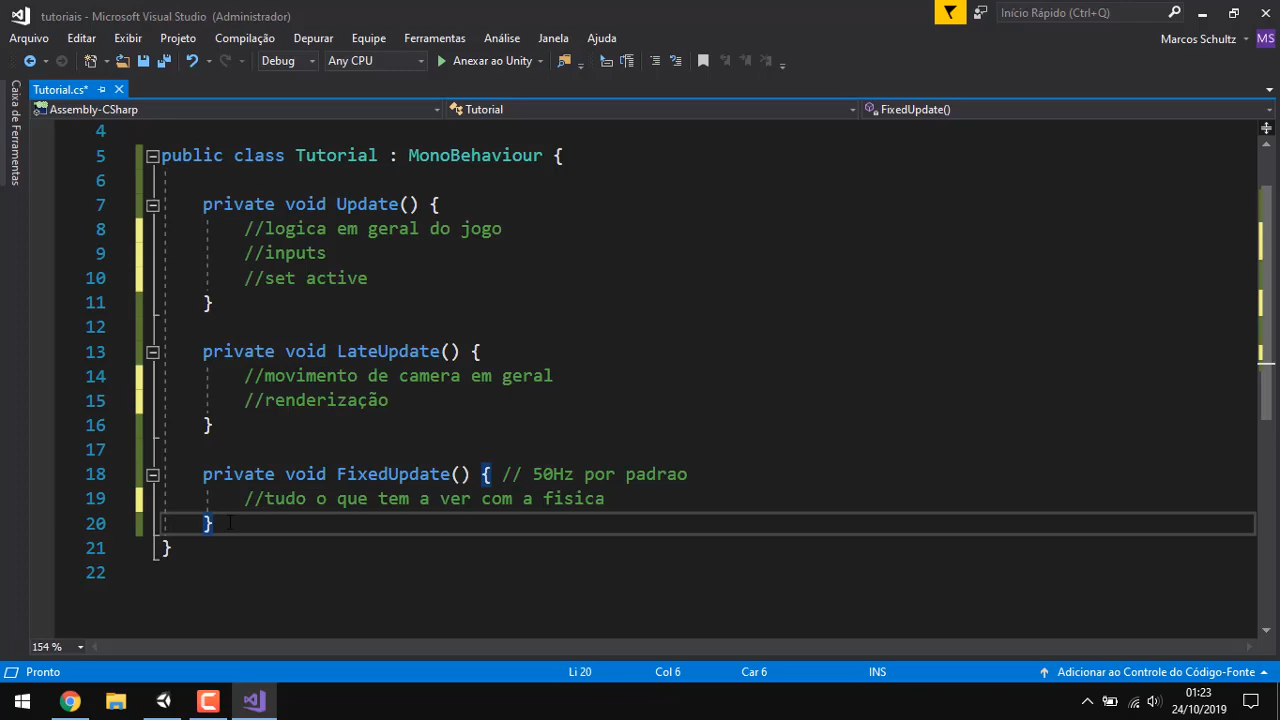 tutoriais - Microsoft Visual Studio (Administrador)
Início Rápido (Ctrl+Q)
Arquivo Editar Exibir Projeto Compilação Depurar Equipe Ferramentas Análise Janela Ajuda
Marcos Schultz MS
Debug Any CPU Anexar ao Unity
Caixa de Ferramentas
Tutorial.cs*
Assembly-CSharp Tutorial FixedUpdate()
4
5 public class Tutorial : MonoBehaviour {
6
7 private void Update() {
8 //logica em geral do jogo
9 //inputs
10 //set active
11 }
12
13 private void LateUpdate() {
14 //movimento de camera em geral
15 //renderização
16 }
17
18 private void FixedUpdate() { // 50Hz por padrao
19 //tudo o que tem a ver com a fisica
20 }
21 }
22
154 %
Pronto Li 20 Col 6 Car 6 INS Adicionar ao Controle do Código-Fonte
01:23
24/10/2019